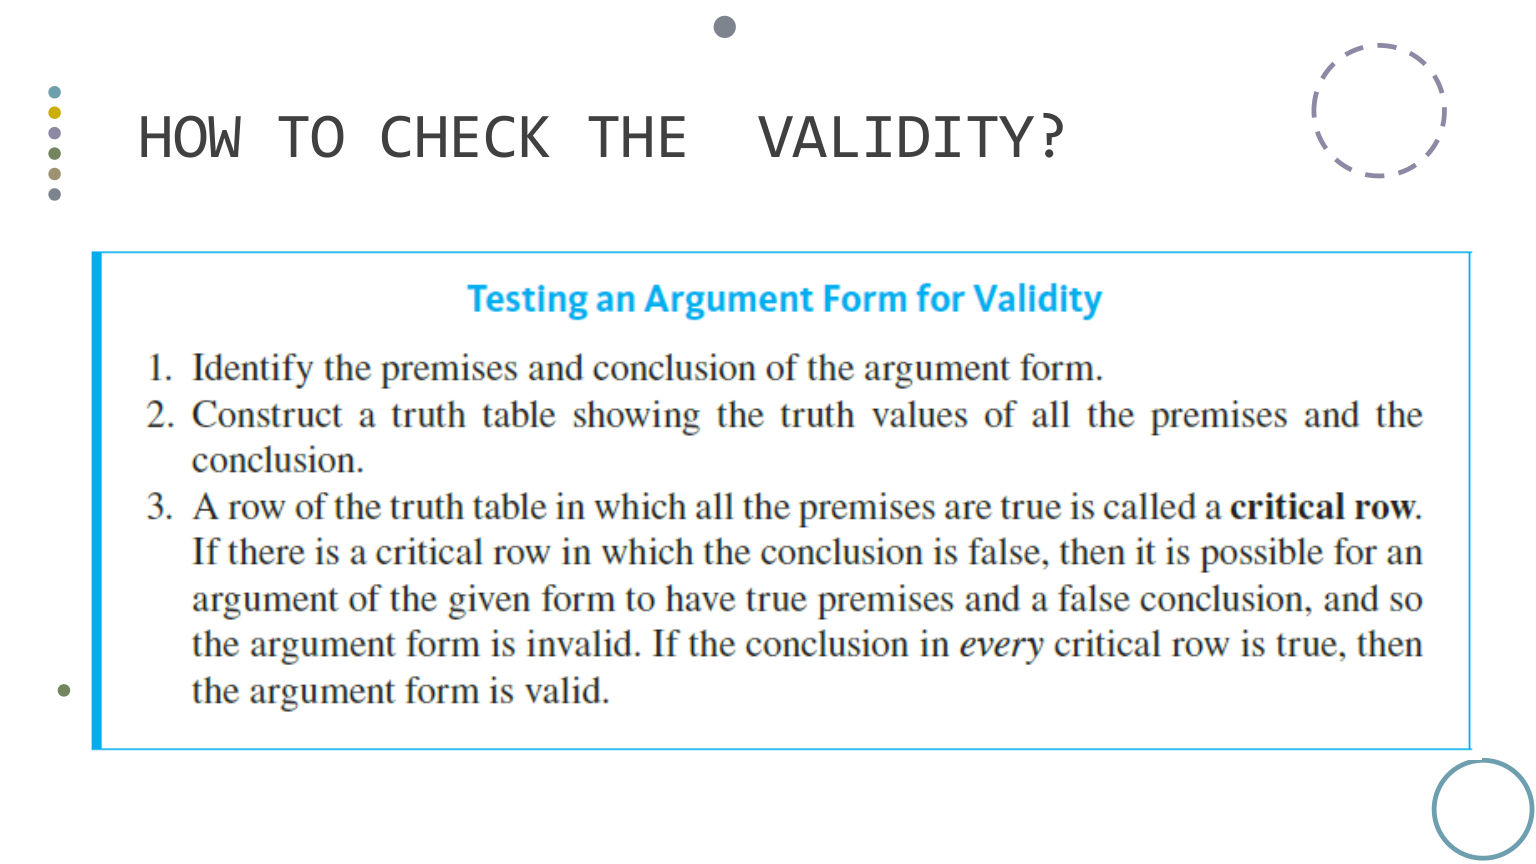 HOW TO CHECK THE VALIDITY?
Testing an Argument Form for Validity
1. Identify the premises and conclusion of the argument form.
2. Construct a truth table showing the truth values of all the premises and the
conclusion.
3. A row of the truth table in which all the premises are true is called a critical row.
If there is a critical row in which the conclusion is false, then it is possible for an
argument of the given form to have true premises and a false conclusion, and so
the argument form is invalid. If the conclusion in every critical row is true, then
the argument form is valid.